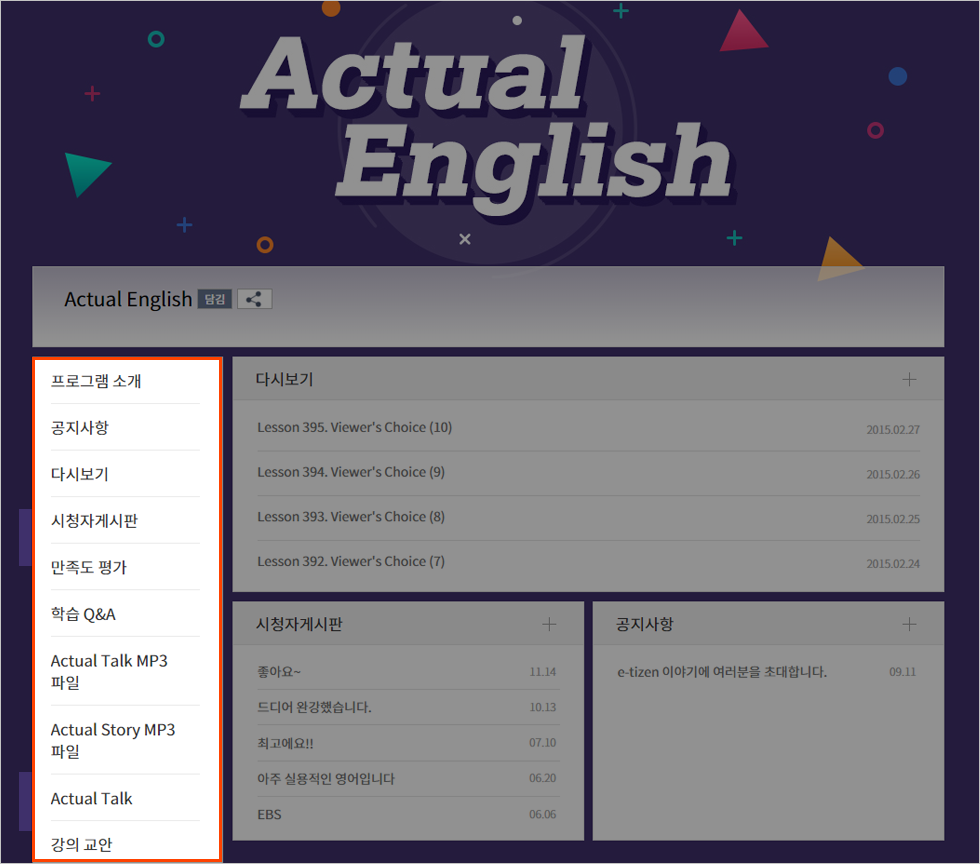 Actual
English
Actual English 담김
프로그램 소개
공지사항
다시보기
시청자게시판
만족도 평가
학습 Q&A
Actual Talk MP3
파일
Actual Story MP3
파일
Actual Talk
강의 교안
다시보기
Lesson 395. Viewer's Choice (10) 2015.02.27
Lesson 394. Viewer's Choice (9) 2015.02.26
Lesson 393. Viewer's Choice (8) 2015.02.25
Lesson 392. Viewer's Choice (7) 2015.02.24
시청자게시판
좋아요~ 11.14
드디어 완강했습니다. 10.13
최고에요!! 07.10
아주 실용적인 영어입니다 06.20
EBS 06.06
공지사항
e-tizen 이야기에 여러분을 초대합니다. 09.11